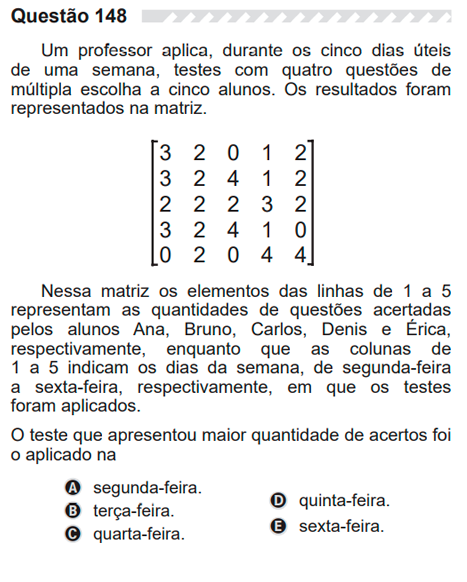 Questão 148
Um professor aplica, durante os cinco dias úteis
de uma semana, testes com quatro questões de
múltipla escolha a cinco alunos. Os resultados foram
representados na matriz.
3 2 0 1 2
3 2 4 1 2
2 2 2 3 2
3 2 4 1 0
0 2 0 4 4
Nessa matriz os elementos das linhas de 1 a 5
representam as quantidades de questões acertadas
pelos alunos Ana, Bruno, Carlos, Denis e Érica,
respectivamente, enquanto que as colunas de
1 a 5 indicam os dias da semana, de segunda-feira
a sexta-feira, respectivamente, em que os testes
foram aplicados.
O teste que apresentou maior quantidade de acertos foi
o aplicado na
A segunda-feira.
B terça-feira.
C quarta-feira.
D quinta-feira.
E sexta-feira.